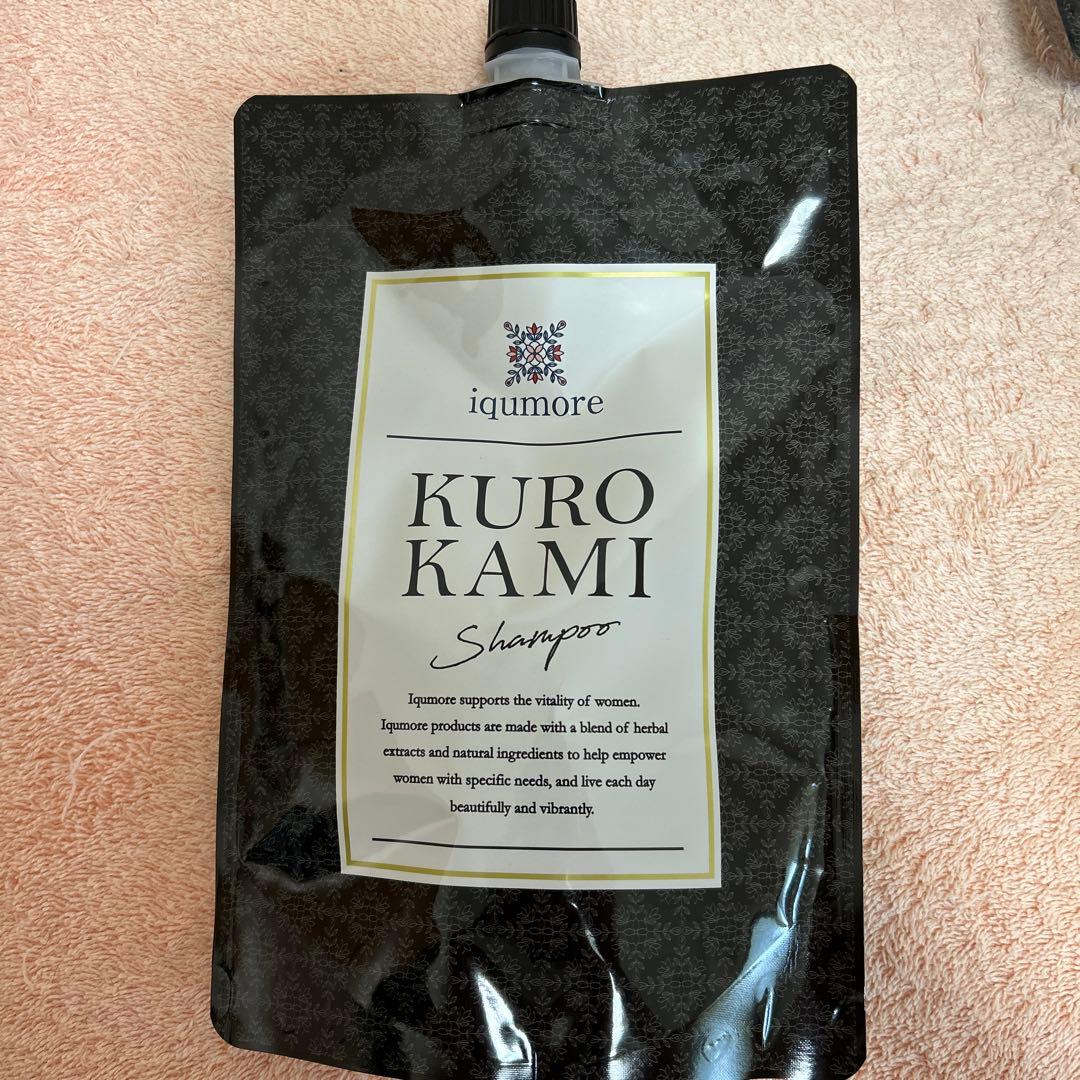 iqumore
KURO
KAMI
Shampoo
Iqumore supports the vitality of women.
Iqumore products are made with a blend of herbal
extracts and natural ingredients to help empower
women with specific needs, and live each day
beautifully and vibrantly.